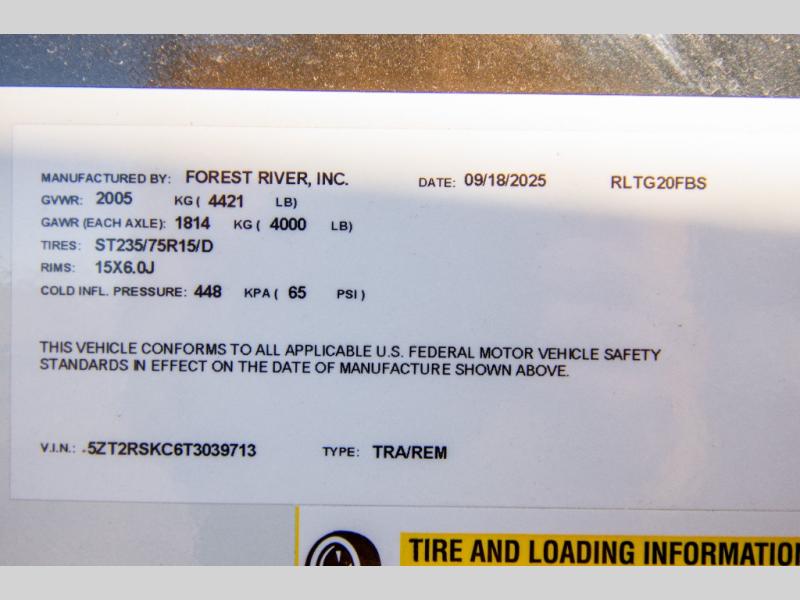 MANUFACTURED BY: FOREST RIVER, INC. DATE: 09/18/2025 RLTG20FBS
GVWR: 2005 KG ( 4421 LB)
GAWR (EACH AXLE): 1814 KG ( 4000 LB)
TIRES: ST235/75R15/D
RIMS: 15X6.0J
COLD INFL. PRESSURE: 448 KPA ( 65 PSI )
THIS VEHICLE CONFORMS TO ALL APPLICABLE U.S. FEDERAL MOTOR VEHICLE SAFETY
STANDARDS IN EFFECT ON THE DATE OF MANUFACTURE SHOWN ABOVE.
V.I.N.: 5ZT2RSKC6T3039713 TYPE: TRA/REM
TIRE AND LOADING INFORMATION